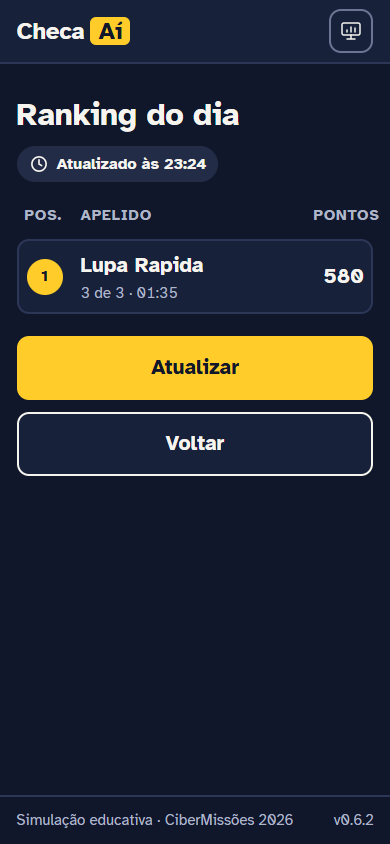 Checa Aí
Ranking do dia
Atualizado às 23:24
POS. APELIDO PONTOS
1 Lupa Rapida 580
3 de 3 · 01:35
Atualizar
Voltar
Simulação educativa · CiberMissões 2026 v0.6.2